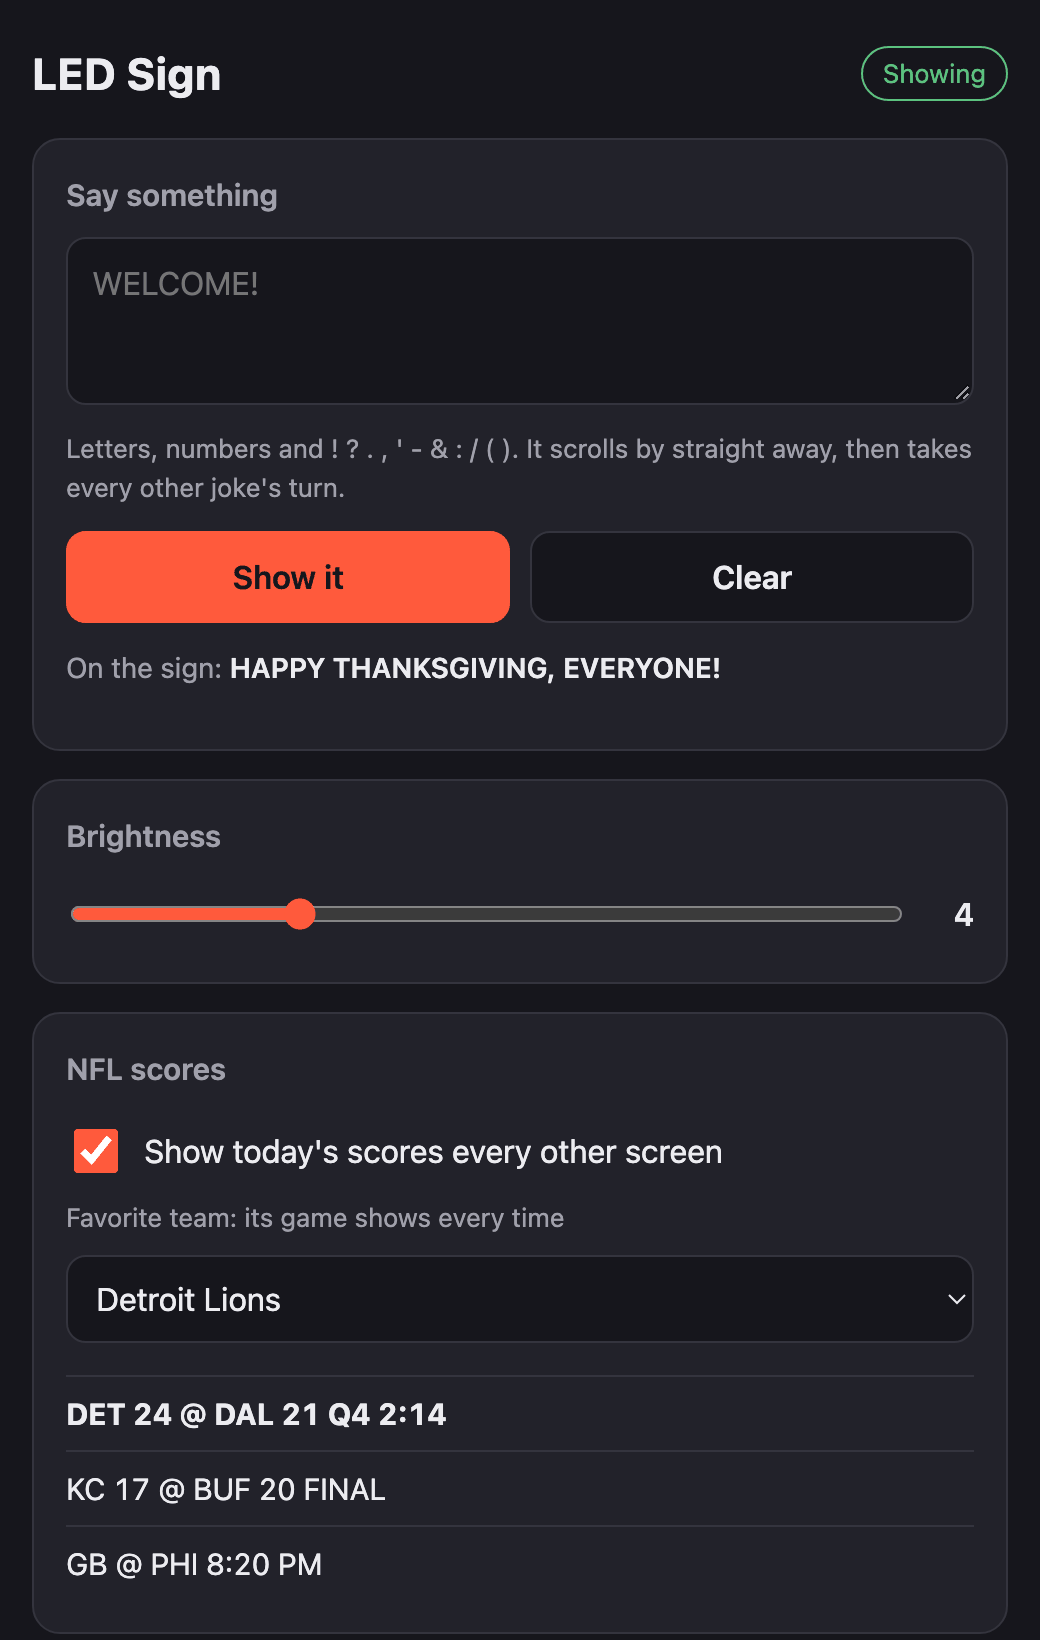 LED Sign
Showing
Say something
WELCOME!
Letters, numbers and ! ? . , ' - & : / ( ). It scrolls by straight away, then takes
every other joke's turn.
Show it
Clear
On the sign: HAPPY THANKSGIVING, EVERYONE!
Brightness
4
NFL scores
Show today's scores every other screen
Favorite team: its game shows every time
Detroit Lions
DET 24 @ DAL 21 Q4 2:14
KC 17 @ BUF 20 FINAL
GB @ PHI 8:20 PM